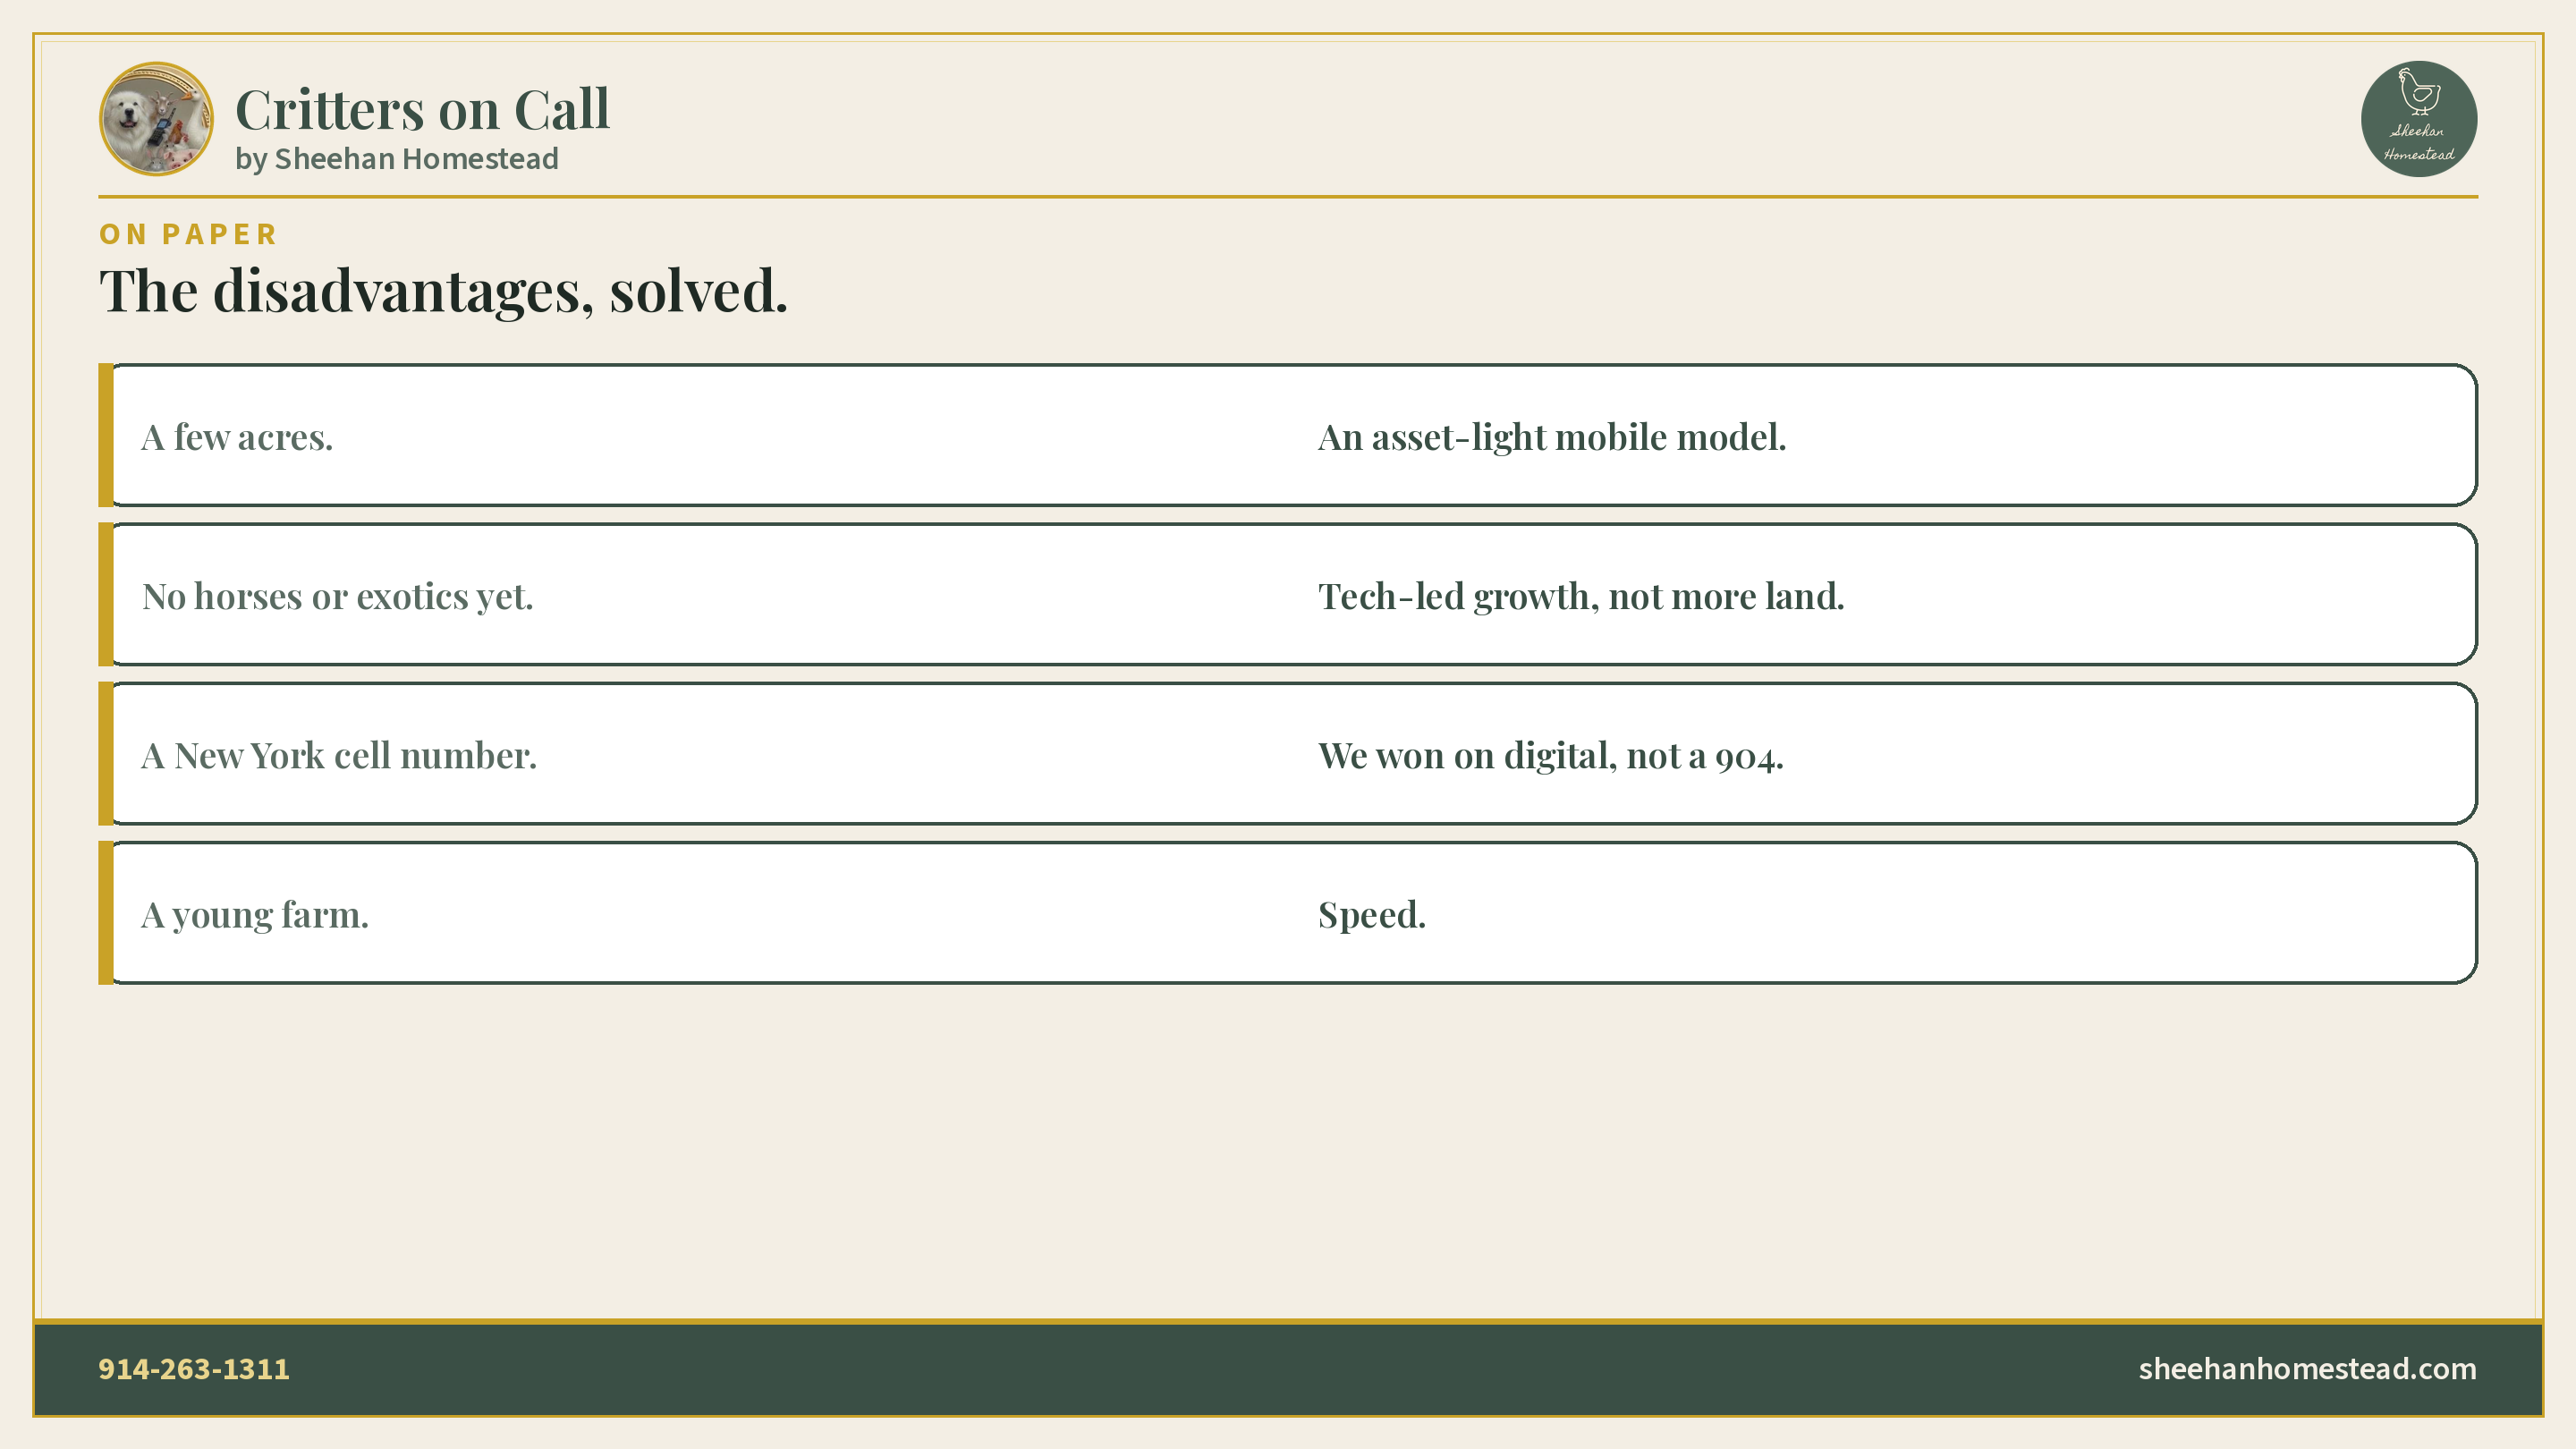 Critters on Call
by Sheehan Homestead
Sheehan
Homestead
ON PAPER
The disadvantages, solved.
A few acres.
An asset-light mobile model.
No horses or exotics yet.
Tech-led growth, not more land.
A New York cell number.
We won on digital, not a 904.
A young farm.
Speed.
914-263-1311
sheehanhomestead.com